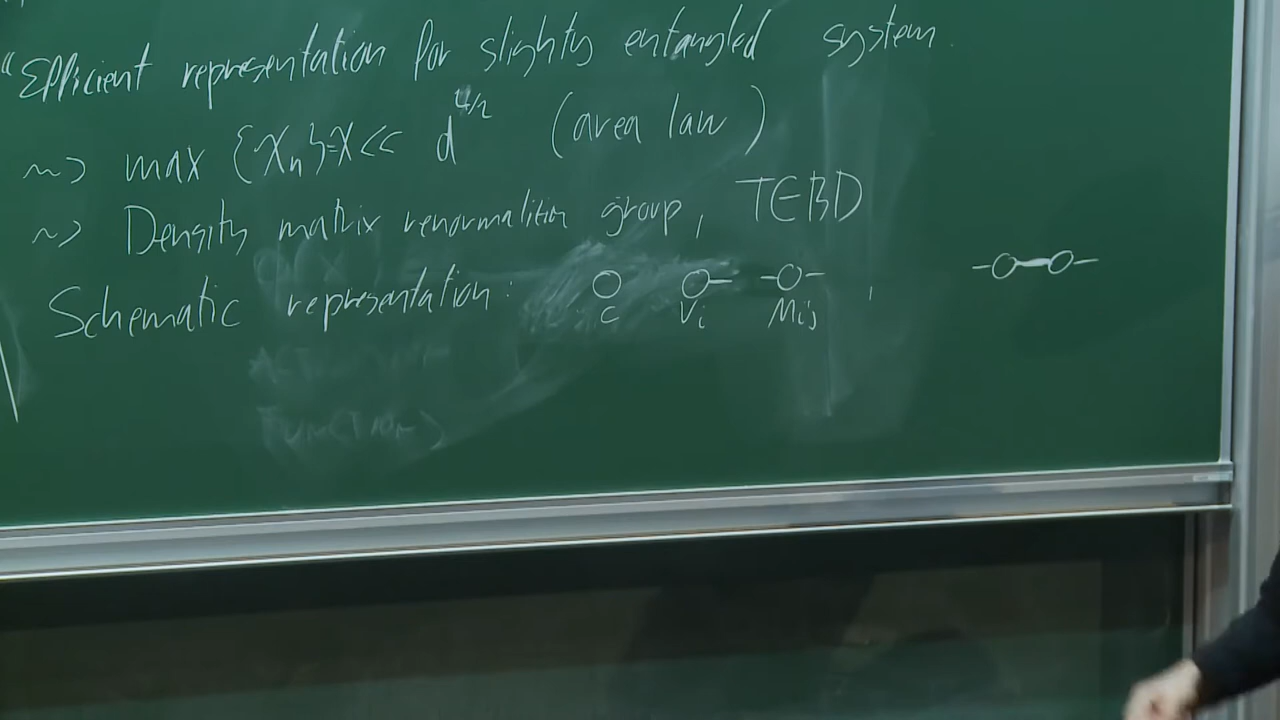 "Efficient representation for slightly entangled system.
~> max {χn}=χ << d^L/2 (area law)
~> Density matrix renormalition group, TEBD
Schematic representation: c Vi Mij ,